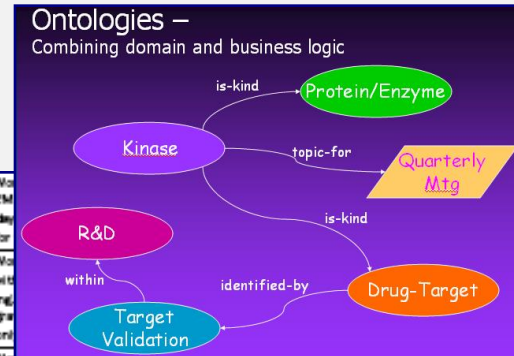 Ontologies –
Combining domain and business logic
is-kind
Protein/Enzyme
Kinase
topic-for
Quarterly
Mtg
is-kind
R&D
within
identified-by
Drug-Target
Target
Validation